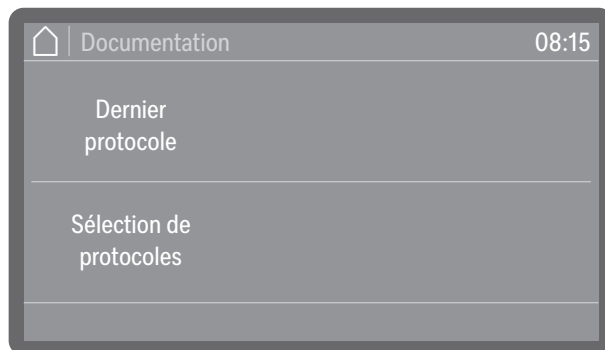 Documentation 08:15
Dernier
protocole
Sélection de
protocoles